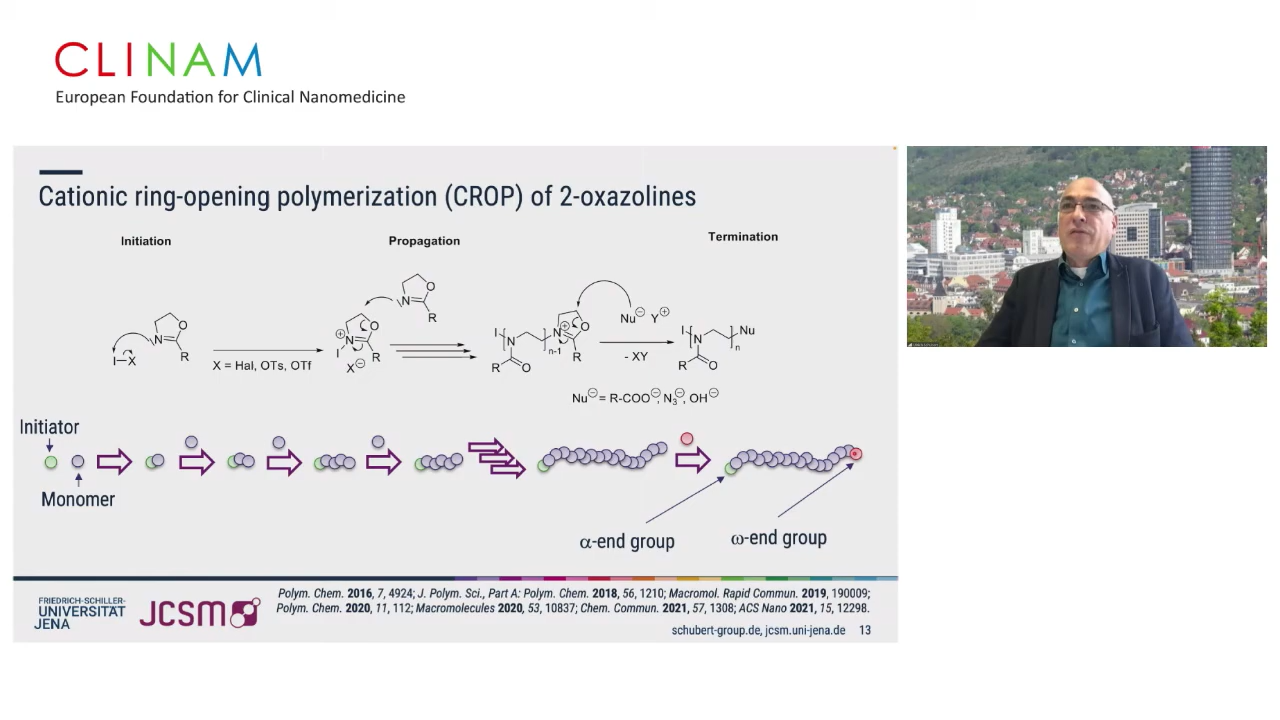 CLINAM
European Foundation for Clinical Nanomedicine
Cationic ring-opening polymerization (CROP) of 2-oxazolines
Initiation
Propagation
Termination
N
O
R
I—X
X = Hal, OTs, OTf
N
O
R
I
X⊖
N
O
R
I
N
n-1
R
O
N
O
R
Nu⊖ Y⊕
- XY
I
N
Nu
n
R
O
Nu⊖ = R-COO⊖, N3⊖, OH⊖
Initiator
Monomer
α-end group
ω-end group
FRIEDRICH-SCHILLER-
UNIVERSITÄT
JENA
JCSM
Polym. Chem. 2016, 7, 4924; J. Polym. Sci., Part A: Polym. Chem. 2018, 56, 1210; Macromol. Rapid Commun. 2019, 190009;
Polym. Chem. 2020, 11, 112; Macromolecules 2020, 53, 10837; Chem. Commun. 2021, 57, 1308; ACS Nano 2021, 15, 12298.
schubert-group.de, jcsm.uni-jena.de 13